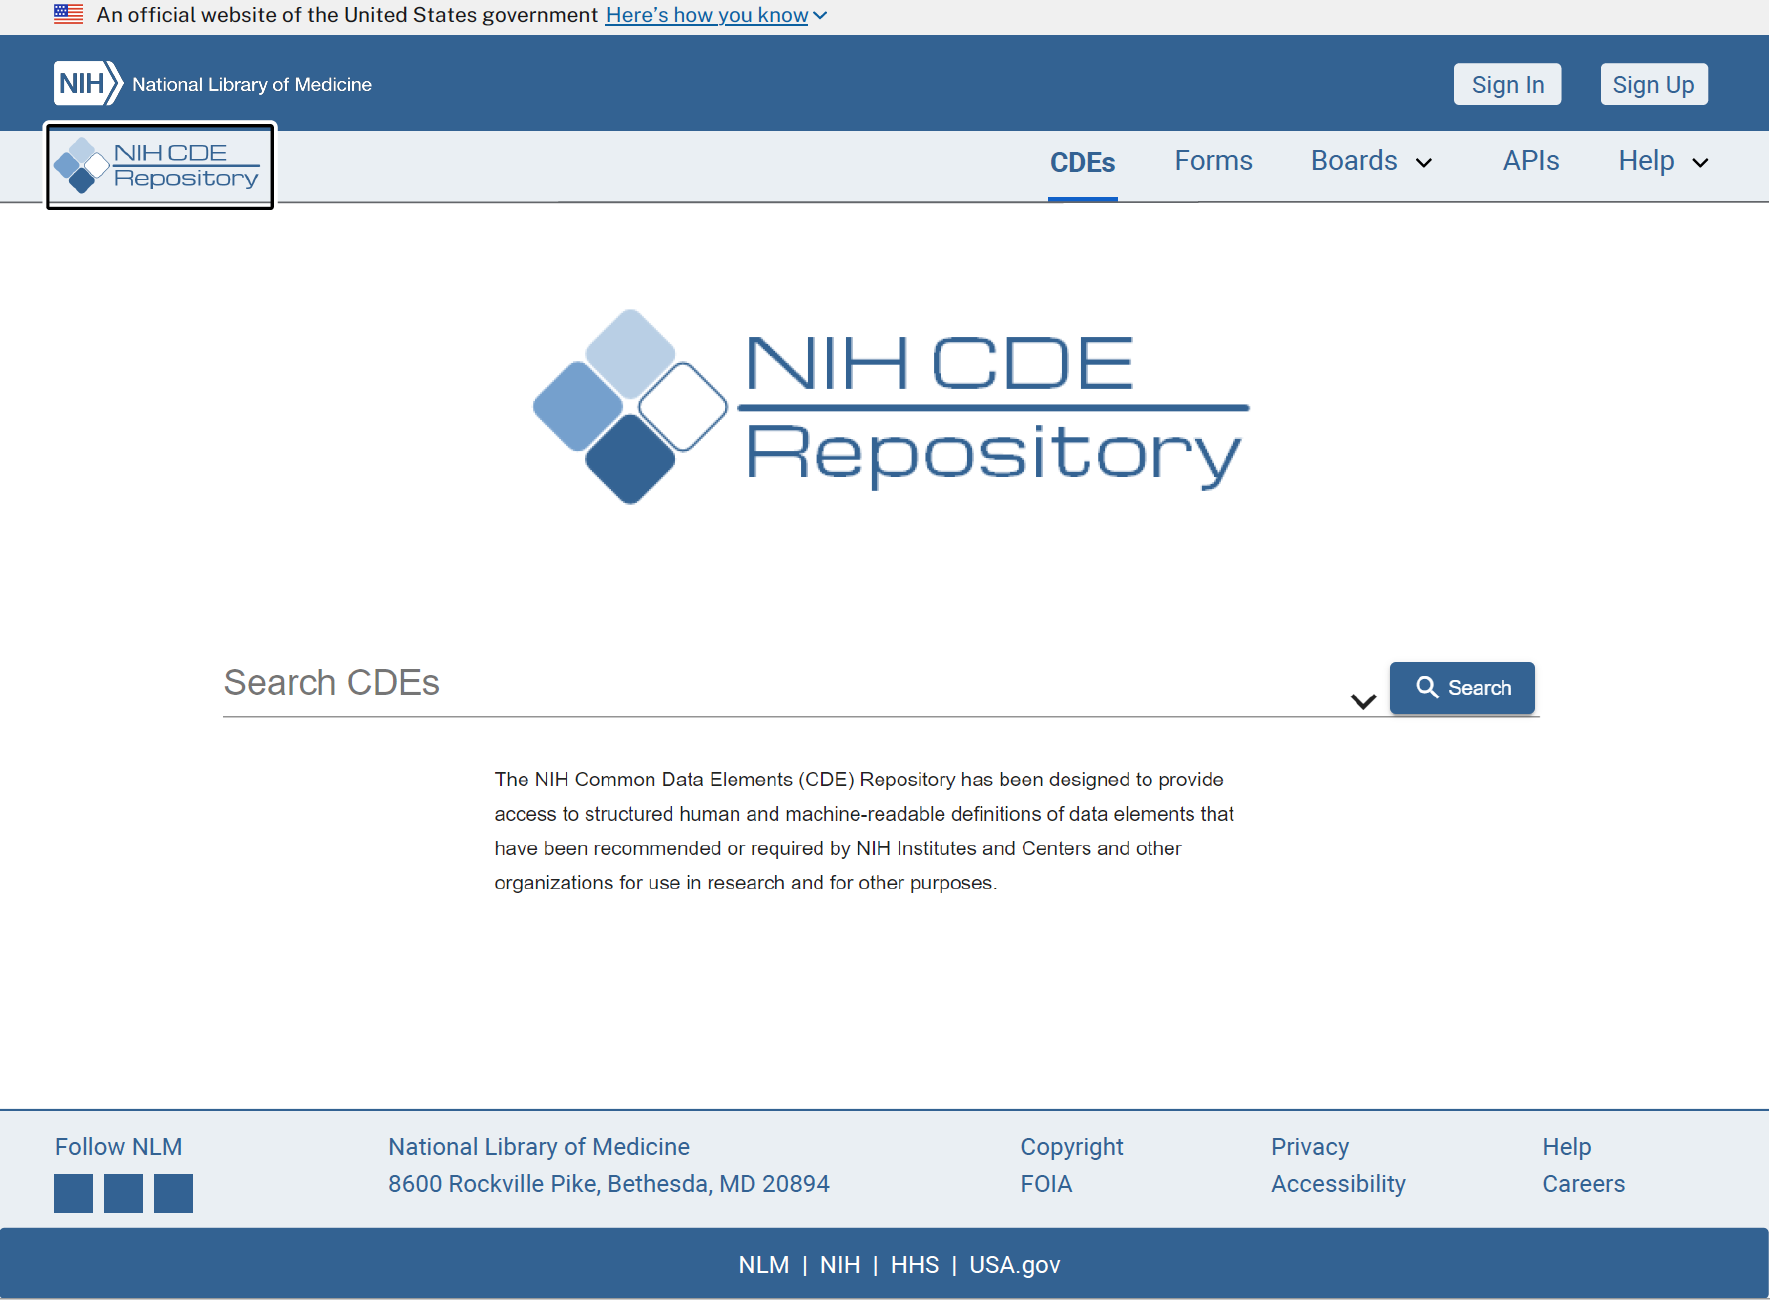 An official website of the United States government Here's how you know
NIH National Library of Medicine
Sign In Sign Up
NIH CDE
Repository
CDEs Forms Boards APIs Help
NIH CDE
Repository
Search CDEs
Search
The NIH Common Data Elements (CDE) Repository has been designed to provide
access to structured human and machine-readable definitions of data elements that
have been recommended or required by NIH Institutes and Centers and other
organizations for use in research and for other purposes.
Follow NLM
National Library of Medicine
8600 Rockville Pike, Bethesda, MD 20894
Copyright
FOIA
Privacy
Accessibility
Help
Careers
NLM | NIH | HHS | USA.gov